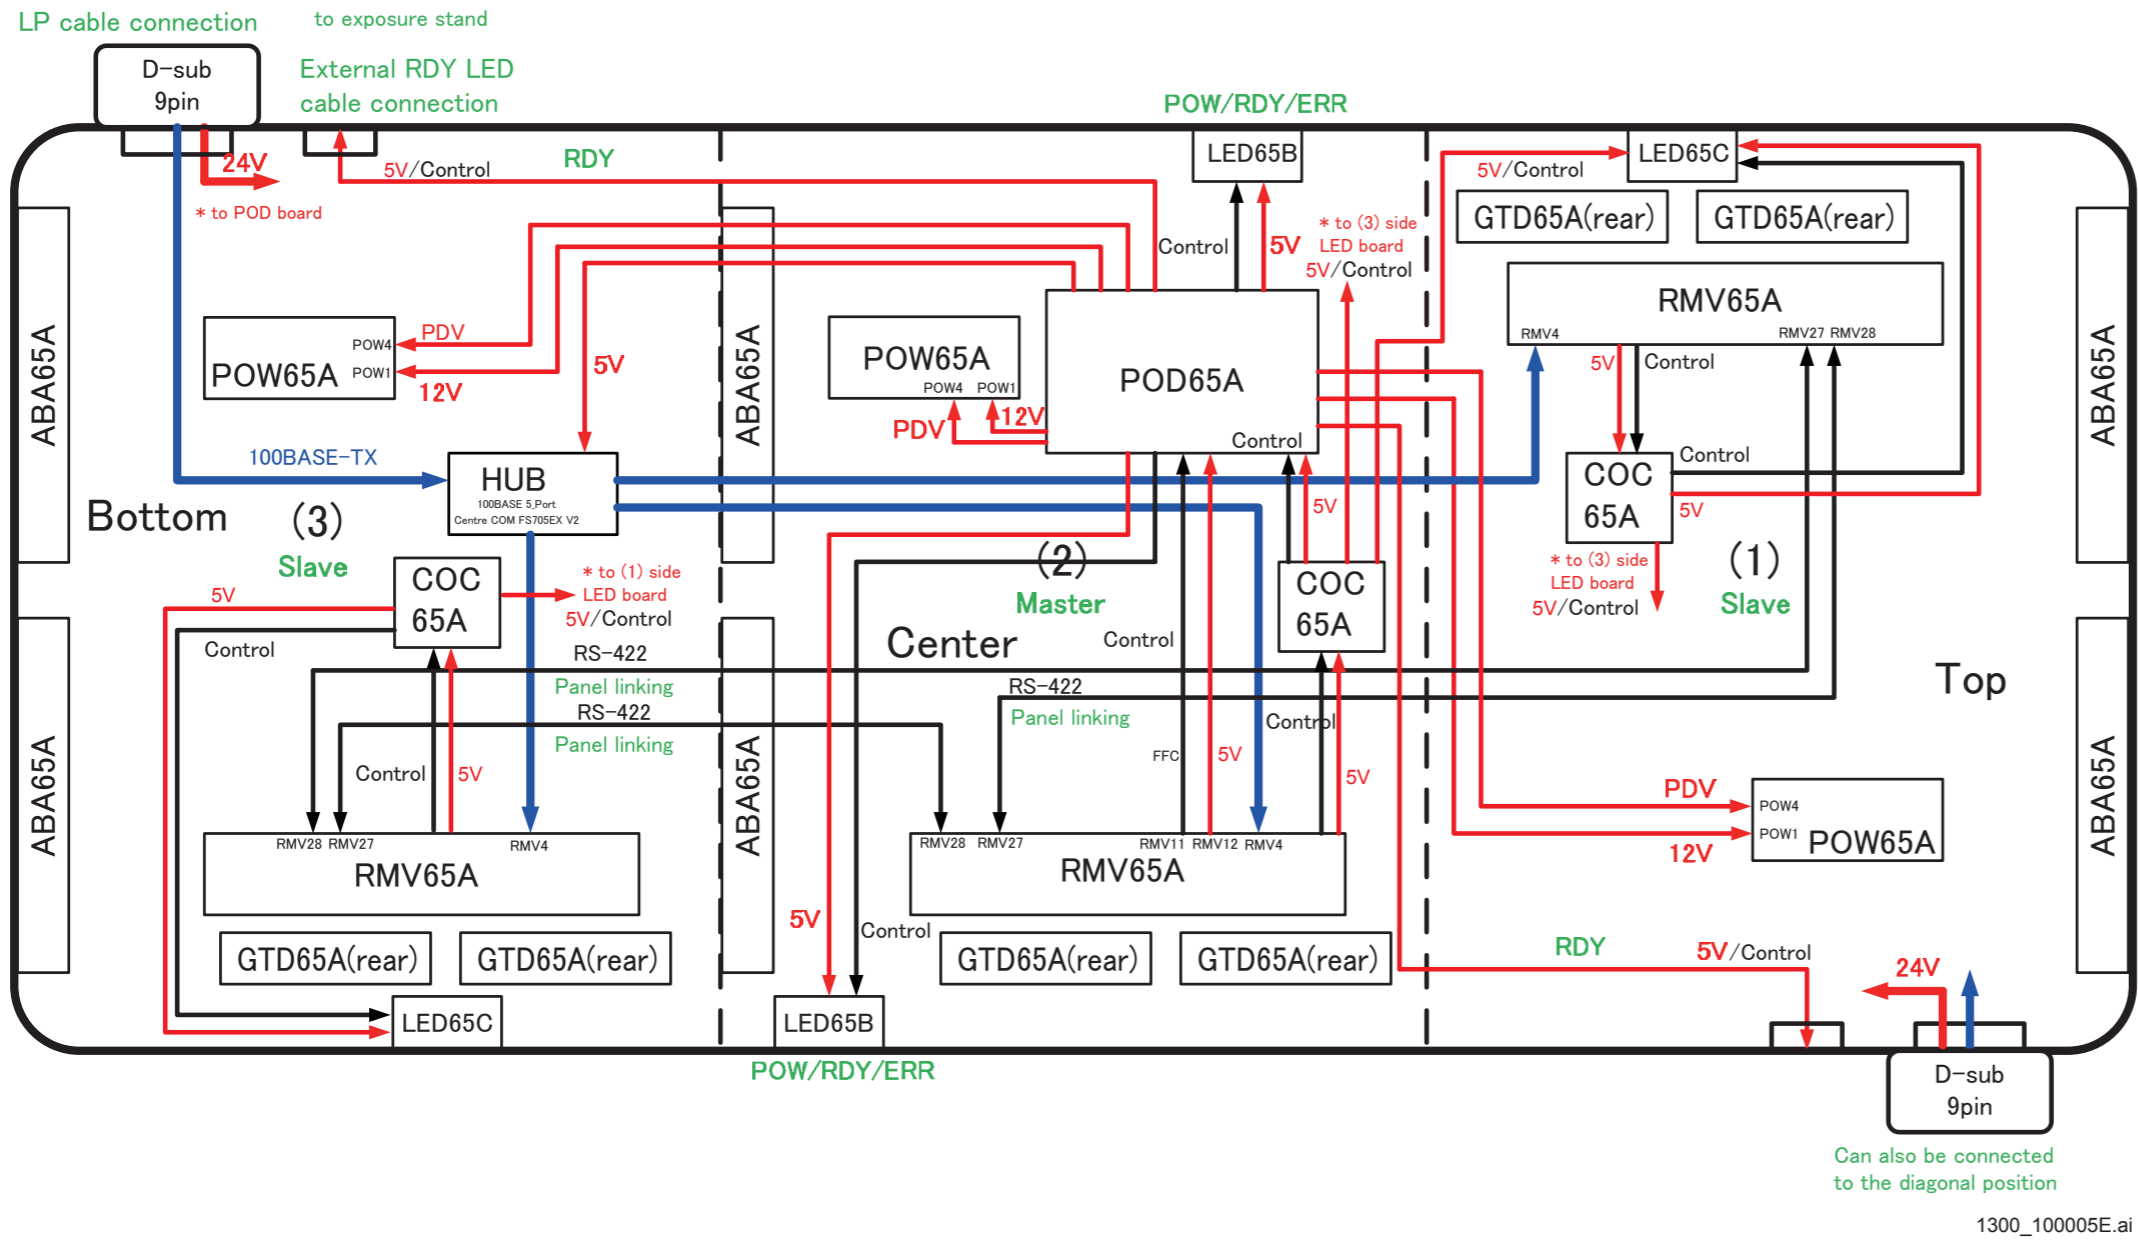 LP cable connection
to exposure stand
D-sub
9pin
External RDY LED
cable connection
POW/RDY/ERR
24V
5V/Control
RDY
* to POD board
LED65B
Control
5V
* to (3) side
LED board
5V/Control
5V/Control
LED65C
GTD65A(rear)
GTD65A(rear)
RMV65A
RMV4
RMV27
RMV28
5V
Control
ABA65A
POW65A
POW4
POW1
PDV
12V
5V
ABA65A
POW65A
POW4
POW1
PDV
12V
POD65A
Control
ABA65A
100BASE-TX
HUB
100BASE 5_Port
Centre COM FS705EX V2
Bottom
(3)
Slave
COC
65A
* to (1) side
LED board
5V/Control
5V
Control
RS-422
Panel linking
RS-422
Panel linking
(2)
Master
Center
Control
5V
COC
65A
RS-422
Panel linking
Control
FFC
5V
5V
COC
65A
Control
5V
* to (3) side
LED board
5V/Control
(1)
Slave
Top
ABA65A
Control
5V
RMV28
RMV27
RMV4
RMV65A
GTD65A(rear)
GTD65A(rear)
LED65C
ABA65A
5V
Control
RMV28
RMV27
RMV11
RMV12
RMV4
RMV65A
GTD65A(rear)
GTD65A(rear)
LED65B
POW/RDY/ERR
PDV
12V
POW4
POW1
POW65A
ABA65A
RDY
5V/Control
24V
D-sub
9pin
Can also be connected
to the diagonal position
1300_100005E.ai